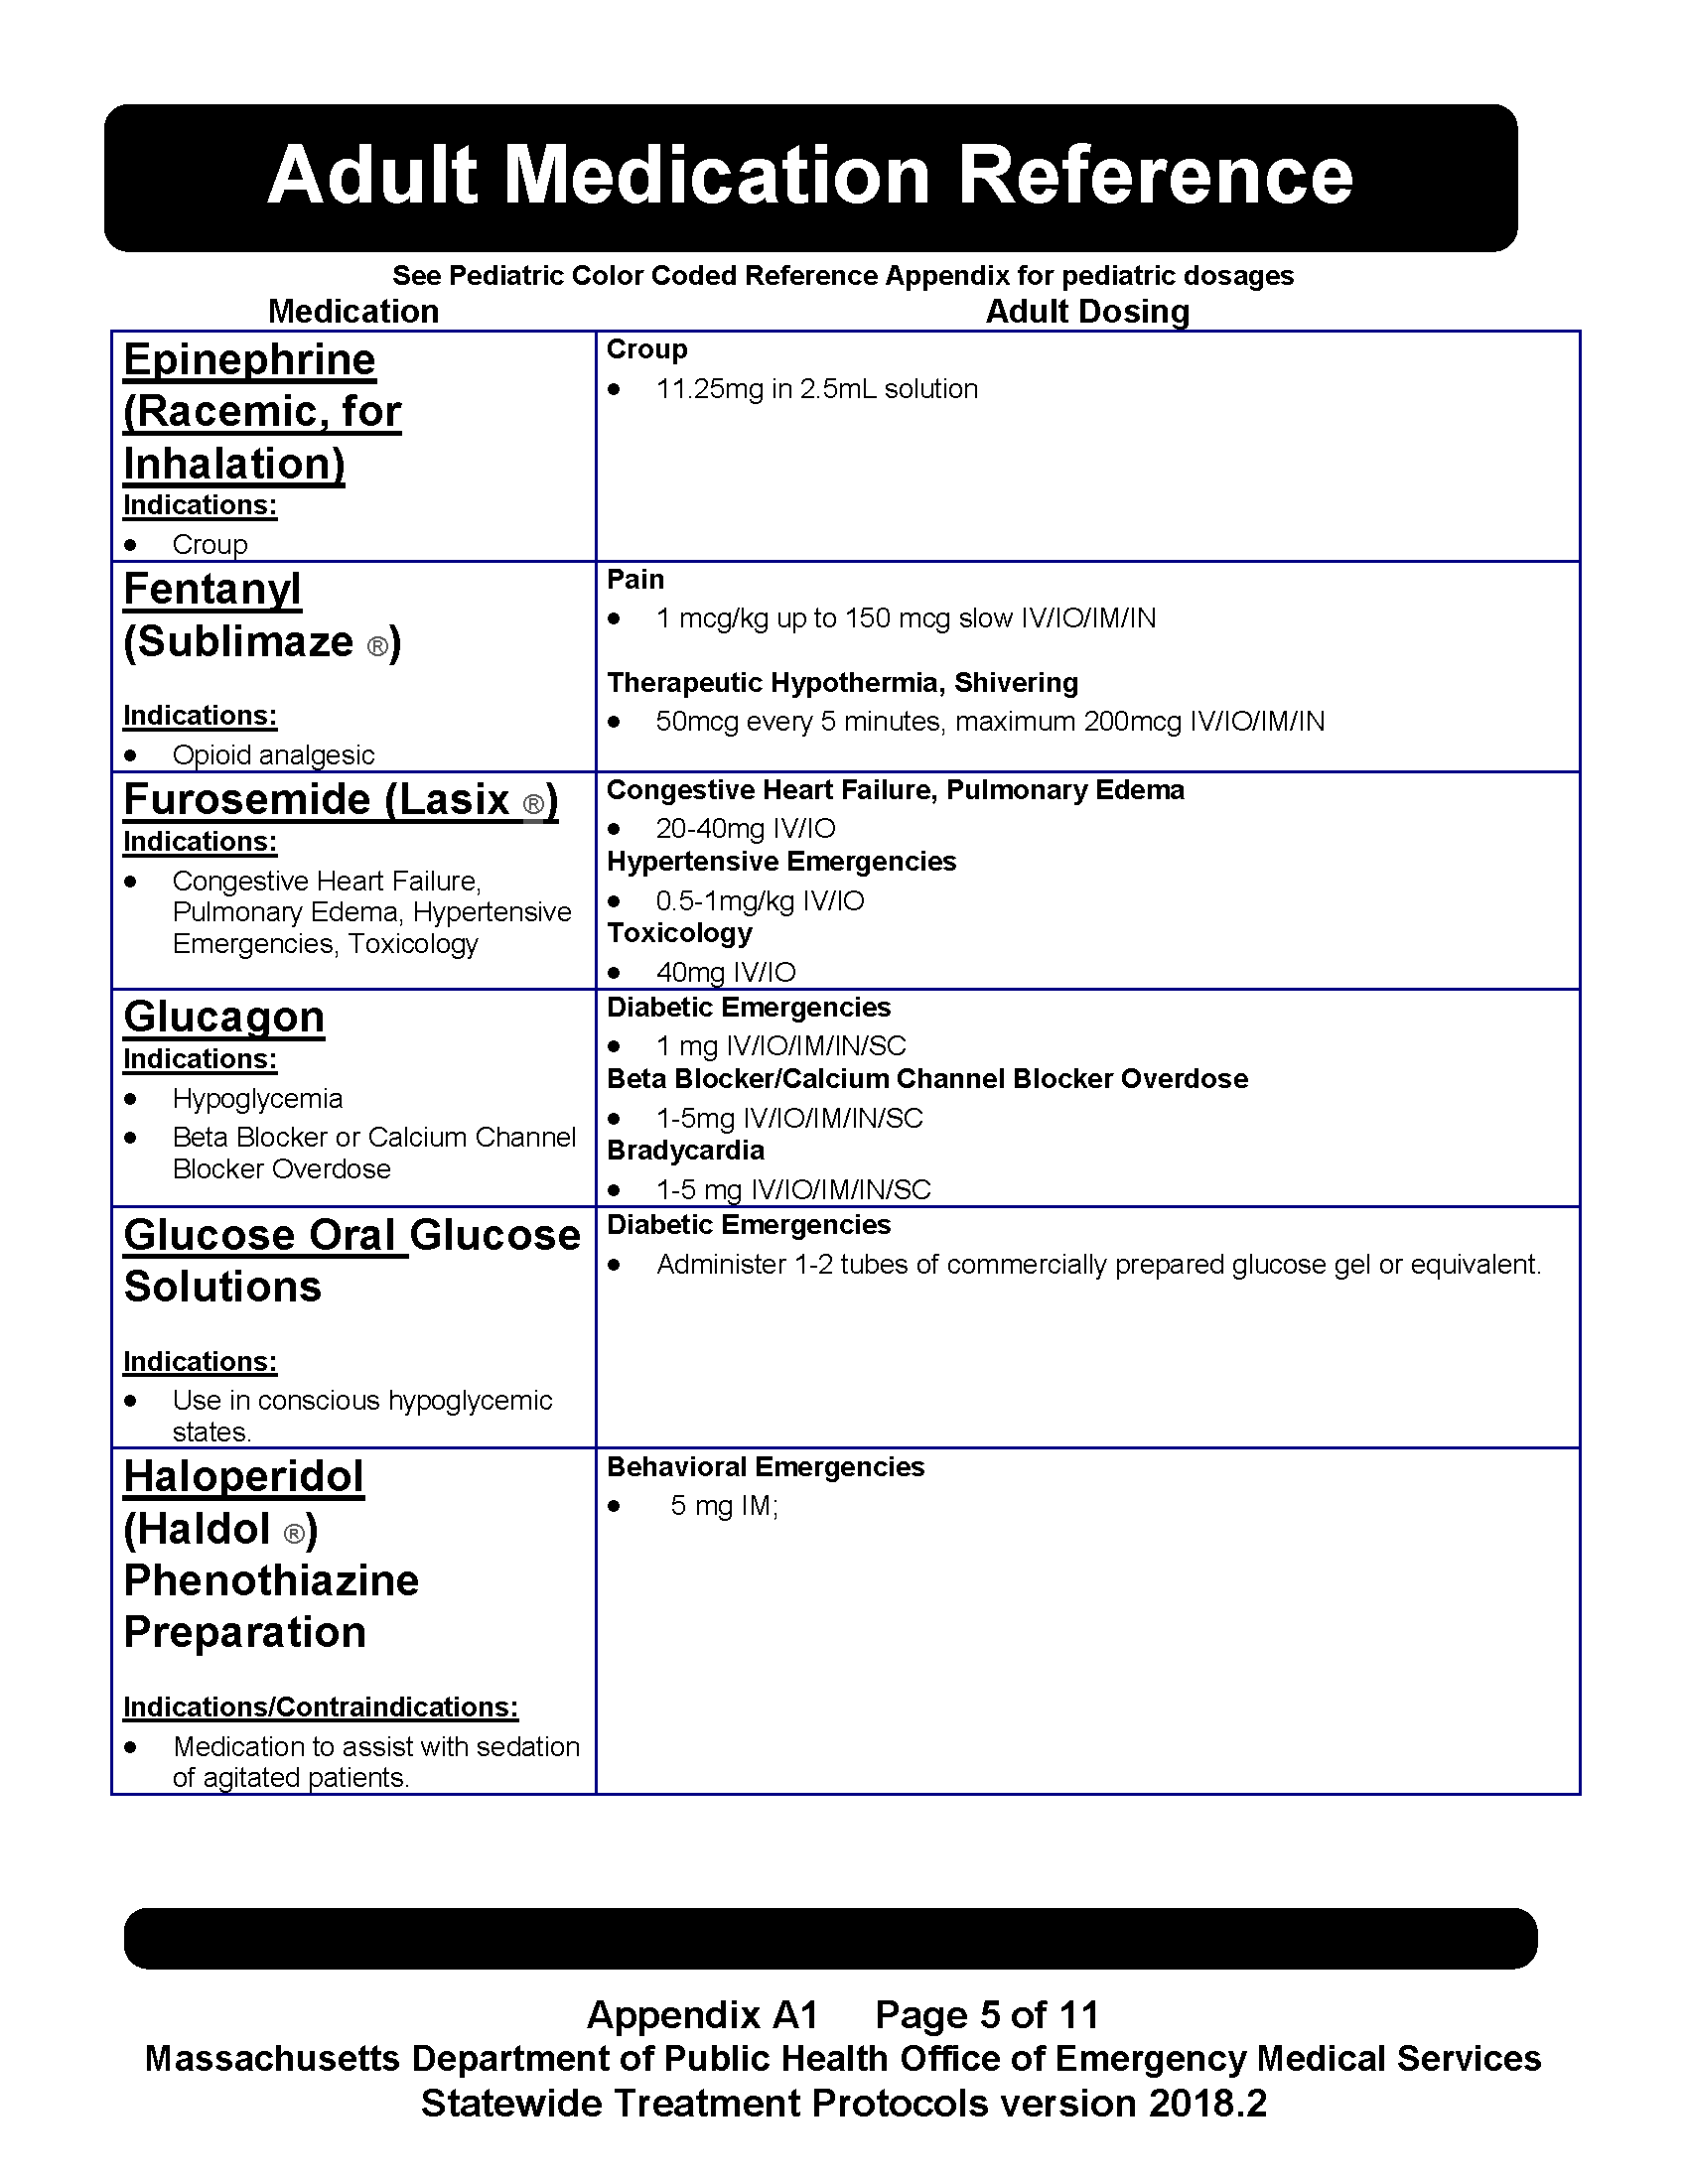 Adult Medication Reference
See Pediatric Color Coded Reference Appendix for pediatric dosages
Medication Adult Dosing
Epinephrine
(Racemic, for
Inhalation)
Indications:
• Croup
Croup
• 11.25mg in 2.5mL solution
Fentanyl
(Sublimaze ®)
Indications:
• Opioid analgesic
Pain
• 1 mcg/kg up to 150 mcg slow IV/IO/IM/IN
Therapeutic Hypothermia, Shivering
• 50mcg every 5 minutes, maximum 200mcg IV/IO/IM/IN
Furosemide (Lasix ®)
Indications:
• Congestive Heart Failure,
Pulmonary Edema, Hypertensive
Emergencies, Toxicology
Congestive Heart Failure, Pulmonary Edema
• 20-40mg IV/IO
Hypertensive Emergencies
• 0.5-1mg/kg IV/IO
Toxicology
• 40mg IV/IO
Glucagon
Indications:
• Hypoglycemia
• Beta Blocker or Calcium Channel
Blocker Overdose
Diabetic Emergencies
• 1 mg IV/IO/IM/IN/SC
Beta Blocker/Calcium Channel Blocker Overdose
• 1-5mg IV/IO/IM/IN/SC
Bradycardia
• 1-5 mg IV/IO/IM/IN/SC
Glucose Oral Glucose
Solutions
Indications:
• Use in conscious hypoglycemic
states.
Diabetic Emergencies
• Administer 1-2 tubes of commercially prepared glucose gel or equivalent.
Haloperidol
(Haldol ®)
Phenothiazine
Preparation
Indications/Contraindications:
• Medication to assist with sedation
of agitated patients.
Behavioral Emergencies
• 5 mg IM;
Appendix A1 Page 5 of 11
Massachusetts Department of Public Health Office of Emergency Medical Services
Statewide Treatment Protocols version 2018.2